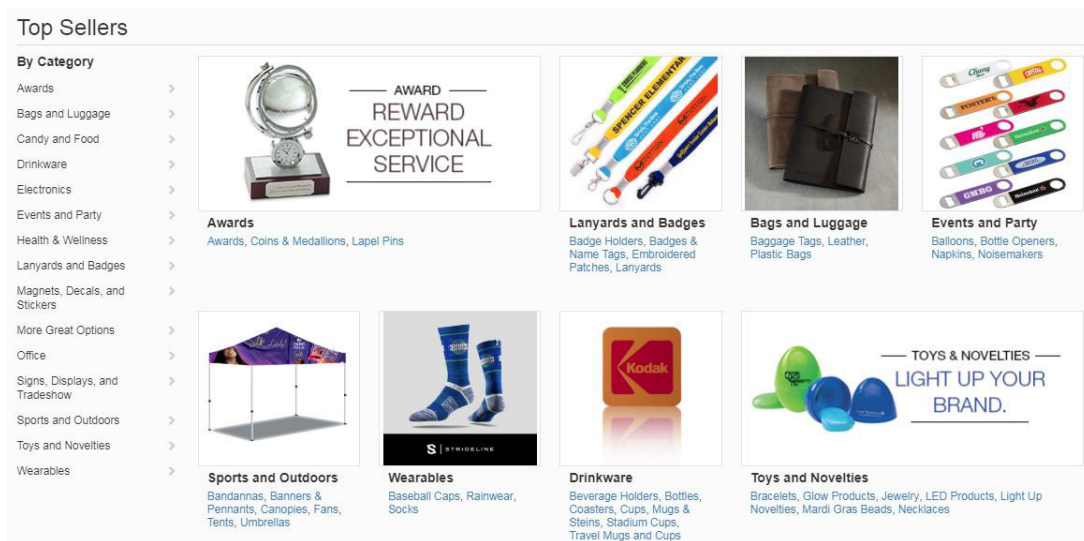 Top Sellers
By Category
Awards
Bags and Luggage
Candy and Food
Drinkware
Electronics
Events and Party
Health & Wellness
Lanyards and Badges
Magnets, Decals, and
Stickers
More Great Options
Office
Signs, Displays, and
Tradeshow
Sports and Outdoors
Toys and Novelties
Wearables
AWARD
REWARD
EXCEPTIONAL
SERVICE
Awards
Awards, Coins & Medallions, Lapel Pins
SPENCER ELEMENTAR
Lanyards and Badges
Badge Holders, Badges &
Name Tags, Embroidered
Patches, Lanyards
Bags and Luggage
Baggage Tags, Leather,
Plastic Bags
FOSTER'S
GMBG
Events and Party
Balloons, Bottle Openers,
Napkins, Noisemakers
Sports and Outdoors
Bandannas, Banners &
Pennants, Canopies, Fans,
Tents, Umbrellas
S | STRIDELINE
Wearables
Baseball Caps, Rainwear,
Socks
Kodak
Drinkware
Beverage Holders, Bottles,
Coasters, Cups, Mugs &
Steins, Stadium Cups,
Travel Mugs and Cups
TOYS & NOVELTIES
LIGHT UP YOUR
BRAND.
Toys and Novelties
Bracelets, Glow Products, Jewelry, LED Products, Light Up
Novelties, Mardi Gras Beads, Necklaces